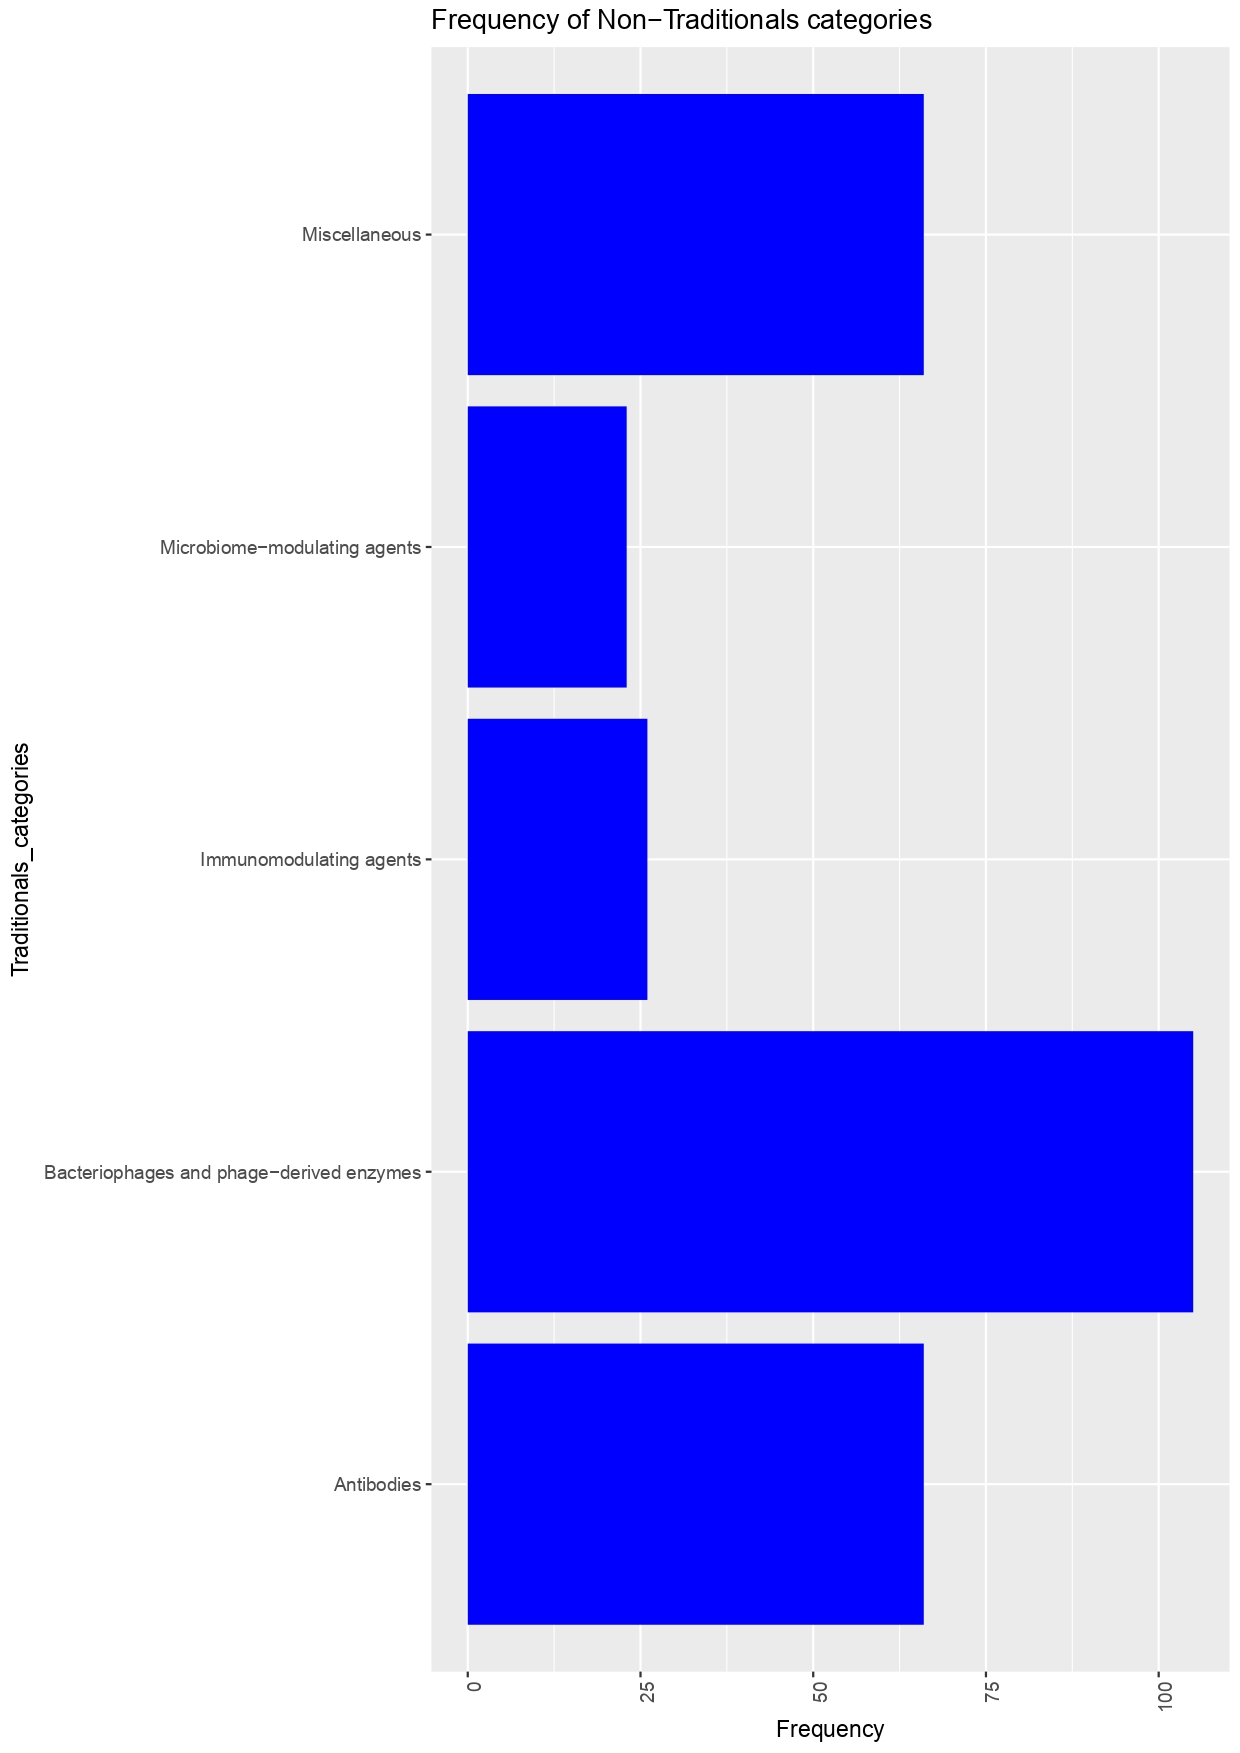 Frequency of Non−Traditionals categories
Traditionals_categories
Miscellaneous
Microbiome−modulating agents
Immunomodulating agents
Bacteriophages and phage−derived enzymes
Antibodies
0
25
50
75
100
Frequency